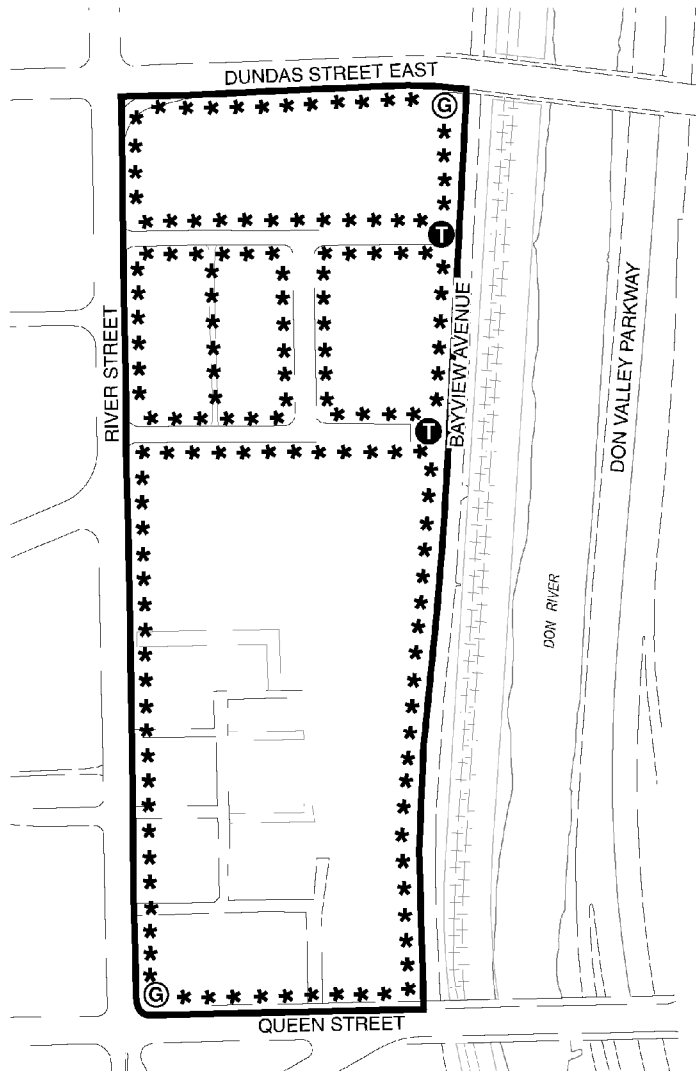 DUNDAS STREET EAST
G
T
RIVER STREET
BAYVIEW AVENUE
DON VALLEY PARKWAY
T
DON RIVER
G
QUEEN STREET